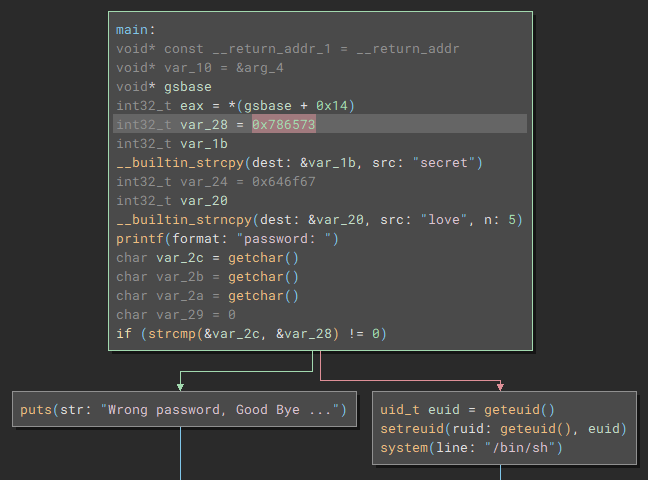 main:
void* const __return_addr_1 = __return_addr
void* var_10 = &arg_4
void* gsbase
int32_t eax = *(gsbase + 0x14)
int32_t var_28 = 0x786573
int32_t var_1b
__builtin_strcpy(dest: &var_1b, src: "secret")
int32_t var_24 = 0x646f67
int32_t var_20
__builtin_strncpy(dest: &var_20, src: "love", n: 5)
printf(format: "password: ")
char var_2c = getchar()
char var_2b = getchar()
char var_2a = getchar()
char var_29 = 0
if (strcmp(&var_2c, &var_28) != 0)
puts(str: "Wrong password, Good Bye ...")
uid_t euid = geteuid()
setreuid(ruid: geteuid(), euid)
system(line: "/bin/sh")